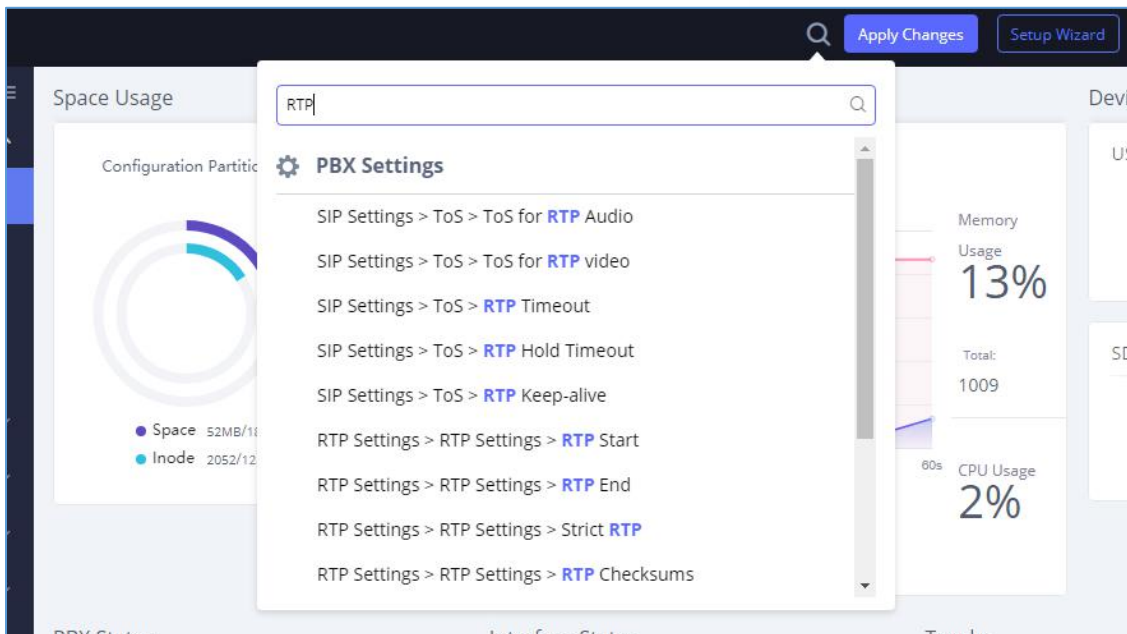 Apply Changes
Setup Wizard
Space Usage
RTP
PBX Settings
SIP Settings > ToS > ToS for RTP Audio
SIP Settings > ToS > ToS for RTP video
SIP Settings > ToS > RTP Timeout
SIP Settings > ToS > RTP Hold Timeout
SIP Settings > ToS > RTP Keep-alive
RTP Settings > RTP Settings > RTP Start
RTP Settings > RTP Settings > RTP End
RTP Settings > RTP Settings > Strict RTP
RTP Settings > RTP Settings > RTP Checksums
Configuration
Space 52MB/
Inode 2052/12
Memory
Usage
13%
Total:
1009
60s
CPU Usage
2%